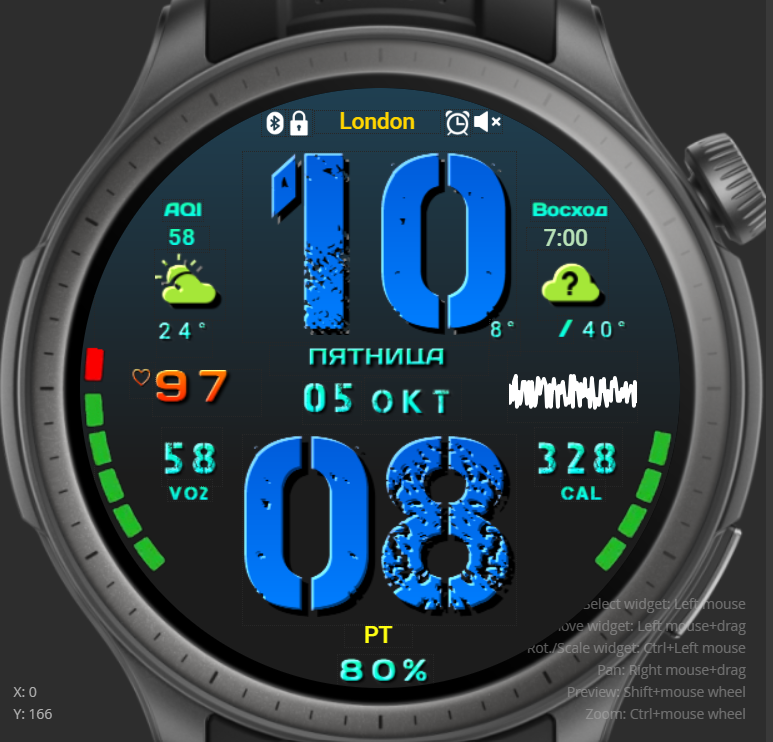 London
10
AQI
58
Восход
7:00
?
24°
8°
/40°
ПЯТНИЦА
97
05 ОКТ
58
VO2
328
CAL
08
PT
80%
Select widget: Left mouse
ove widget: Left mouse+drag
Rot./Scale widget: Ctrl+Left mouse
Pan: Right mouse+drag
Preview: Shift+mouse wheel
Zoom: Ctrl+mouse wheel
X: 0
Y: 166